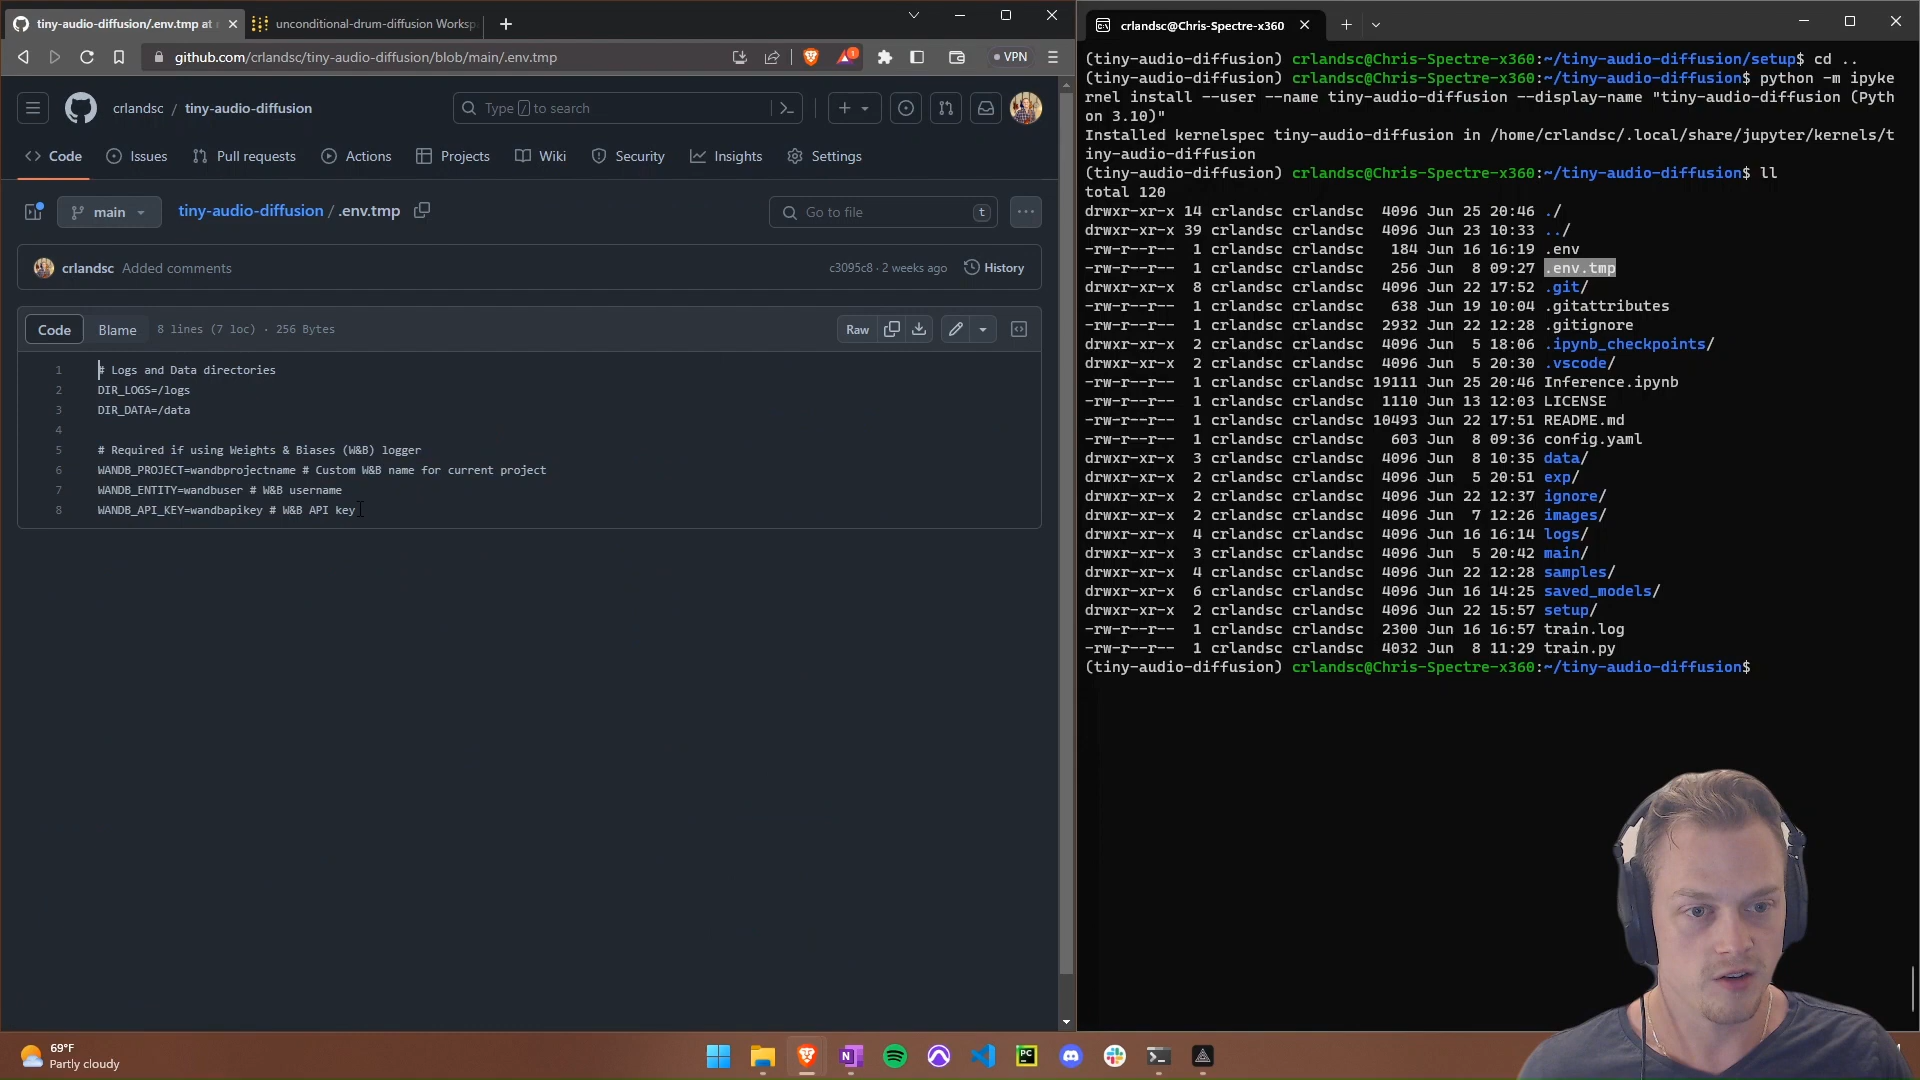 tiny-audio-diffusion/.env.tmp at
unconditional-drum-diffusion Worksp
github.com/crlandsc/tiny-audio-diffusion/blob/main/.env.tmp
1
VPN
crlandsc / tiny-audio-diffusion
Type / to search
Code
Issues
Pull requests
Actions
Projects
Wiki
Security
Insights
Settings
main
tiny-audio-diffusion / .env.tmp
Go to file
t
crlandsc Added comments
c3095c8 · 2 weeks ago
History
Code
Blame
8 lines (7 loc) · 256 Bytes
Raw
1 # Logs and Data directories
2 DIR_LOGS=/logs
3 DIR_DATA=/data
4
5 # Required if using Weights & Biases (W&B) logger
6 WANDB_PROJECT=wandbprojectname # Custom W&B name for current project
7 WANDB_ENTITY=wandbuser # W&B username
8 WANDB_API_KEY=wandbapikey # W&B API key
crlandsc@Chris-Spectre-x360
(tiny-audio-diffusion) crlandsc@Chris-Spectre-x360:~/tiny-audio-diffusion/setup$ cd ..
(tiny-audio-diffusion) crlandsc@Chris-Spectre-x360:~/tiny-audio-diffusion$ python -m ipyke
rnel install --user --name tiny-audio-diffusion --display-name "tiny-audio-diffusion (Pyth
on 3.10)"
Installed kernelspec tiny-audio-diffusion in /home/crlandsc/.local/share/jupyter/kernels/t
iny-audio-diffusion
(tiny-audio-diffusion) crlandsc@Chris-Spectre-x360:~/tiny-audio-diffusion$ ll
total 120
drwxr-xr-x 14 crlandsc crlandsc 4096 Jun 25 20:46 ./
drwxr-xr-x 39 crlandsc crlandsc 4096 Jun 23 10:33 ../
-rw-r--r-- 1 crlandsc crlandsc 184 Jun 16 16:19 .env
-rw-r--r-- 1 crlandsc crlandsc 256 Jun 8 09:27 .env.tmp
drwxr-xr-x 8 crlandsc crlandsc 4096 Jun 22 17:52 .git/
-rw-r--r-- 1 crlandsc crlandsc 638 Jun 19 10:04 .gitattributes
-rw-r--r-- 1 crlandsc crlandsc 2932 Jun 22 12:28 .gitignore
drwxr-xr-x 2 crlandsc crlandsc 4096 Jun 5 18:06 .ipynb_checkpoints/
drwxr-xr-x 2 crlandsc crlandsc 4096 Jun 5 20:30 .vscode/
-rw-r--r-- 1 crlandsc crlandsc 19111 Jun 25 20:46 Inference.ipynb
-rw-r--r-- 1 crlandsc crlandsc 1110 Jun 13 12:03 LICENSE
-rw-r--r-- 1 crlandsc crlandsc 10493 Jun 22 17:51 README.md
-rw-r--r-- 1 crlandsc crlandsc 603 Jun 8 09:36 config.yaml
drwxr-xr-x 3 crlandsc crlandsc 4096 Jun 8 10:35 data/
drwxr-xr-x 2 crlandsc crlandsc 4096 Jun 5 20:51 exp/
drwxr-xr-x 2 crlandsc crlandsc 4096 Jun 22 12:37 ignore/
drwxr-xr-x 2 crlandsc crlandsc 4096 Jun 7 12:26 images/
drwxr-xr-x 4 crlandsc crlandsc 4096 Jun 16 16:14 logs/
drwxr-xr-x 3 crlandsc crlandsc 4096 Jun 5 20:42 main/
drwxr-xr-x 4 crlandsc crlandsc 4096 Jun 22 12:28 samples/
drwxr-xr-x 6 crlandsc crlandsc 4096 Jun 16 14:25 saved_models/
drwxr-xr-x 2 crlandsc crlandsc 4096 Jun 22 15:57 setup/
-rw-r--r-- 1 crlandsc crlandsc 2300 Jun 16 16:57 train.log
-rw-r--r-- 1 crlandsc crlandsc 4032 Jun 8 11:29 train.py
(tiny-audio-diffusion) crlandsc@Chris-Spectre-x360:~/tiny-audio-diffusion$
69°F
Partly cloudy